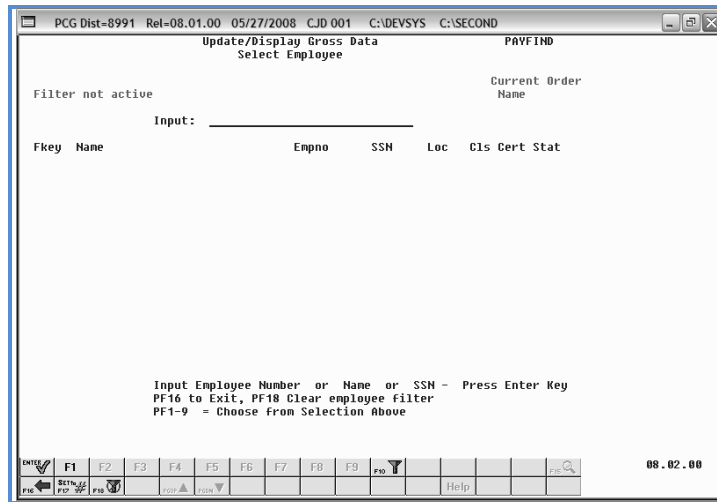 PCG Dist=8991 Rel=08.01.00 05/27/2008 CJD 001 C:\DEVSYS C:\SECOND
Update/Display Gross Data PAYFIND
Select Employee
Current Order
Filter not active Name
Input:
Fkey Name Empno SSN Loc Cls Cert Stat
Input Employee Number or Name or SSN - Press Enter Key
PF16 to Exit, PF18 Clear employee filter
PF1-9 = Choose from Selection Above
ENTER F1 F2 F3 F4 F5 F6 F7 F8 F9 F10 F15 08.02.00
F16 F17 F18 PGUP PGDN Help